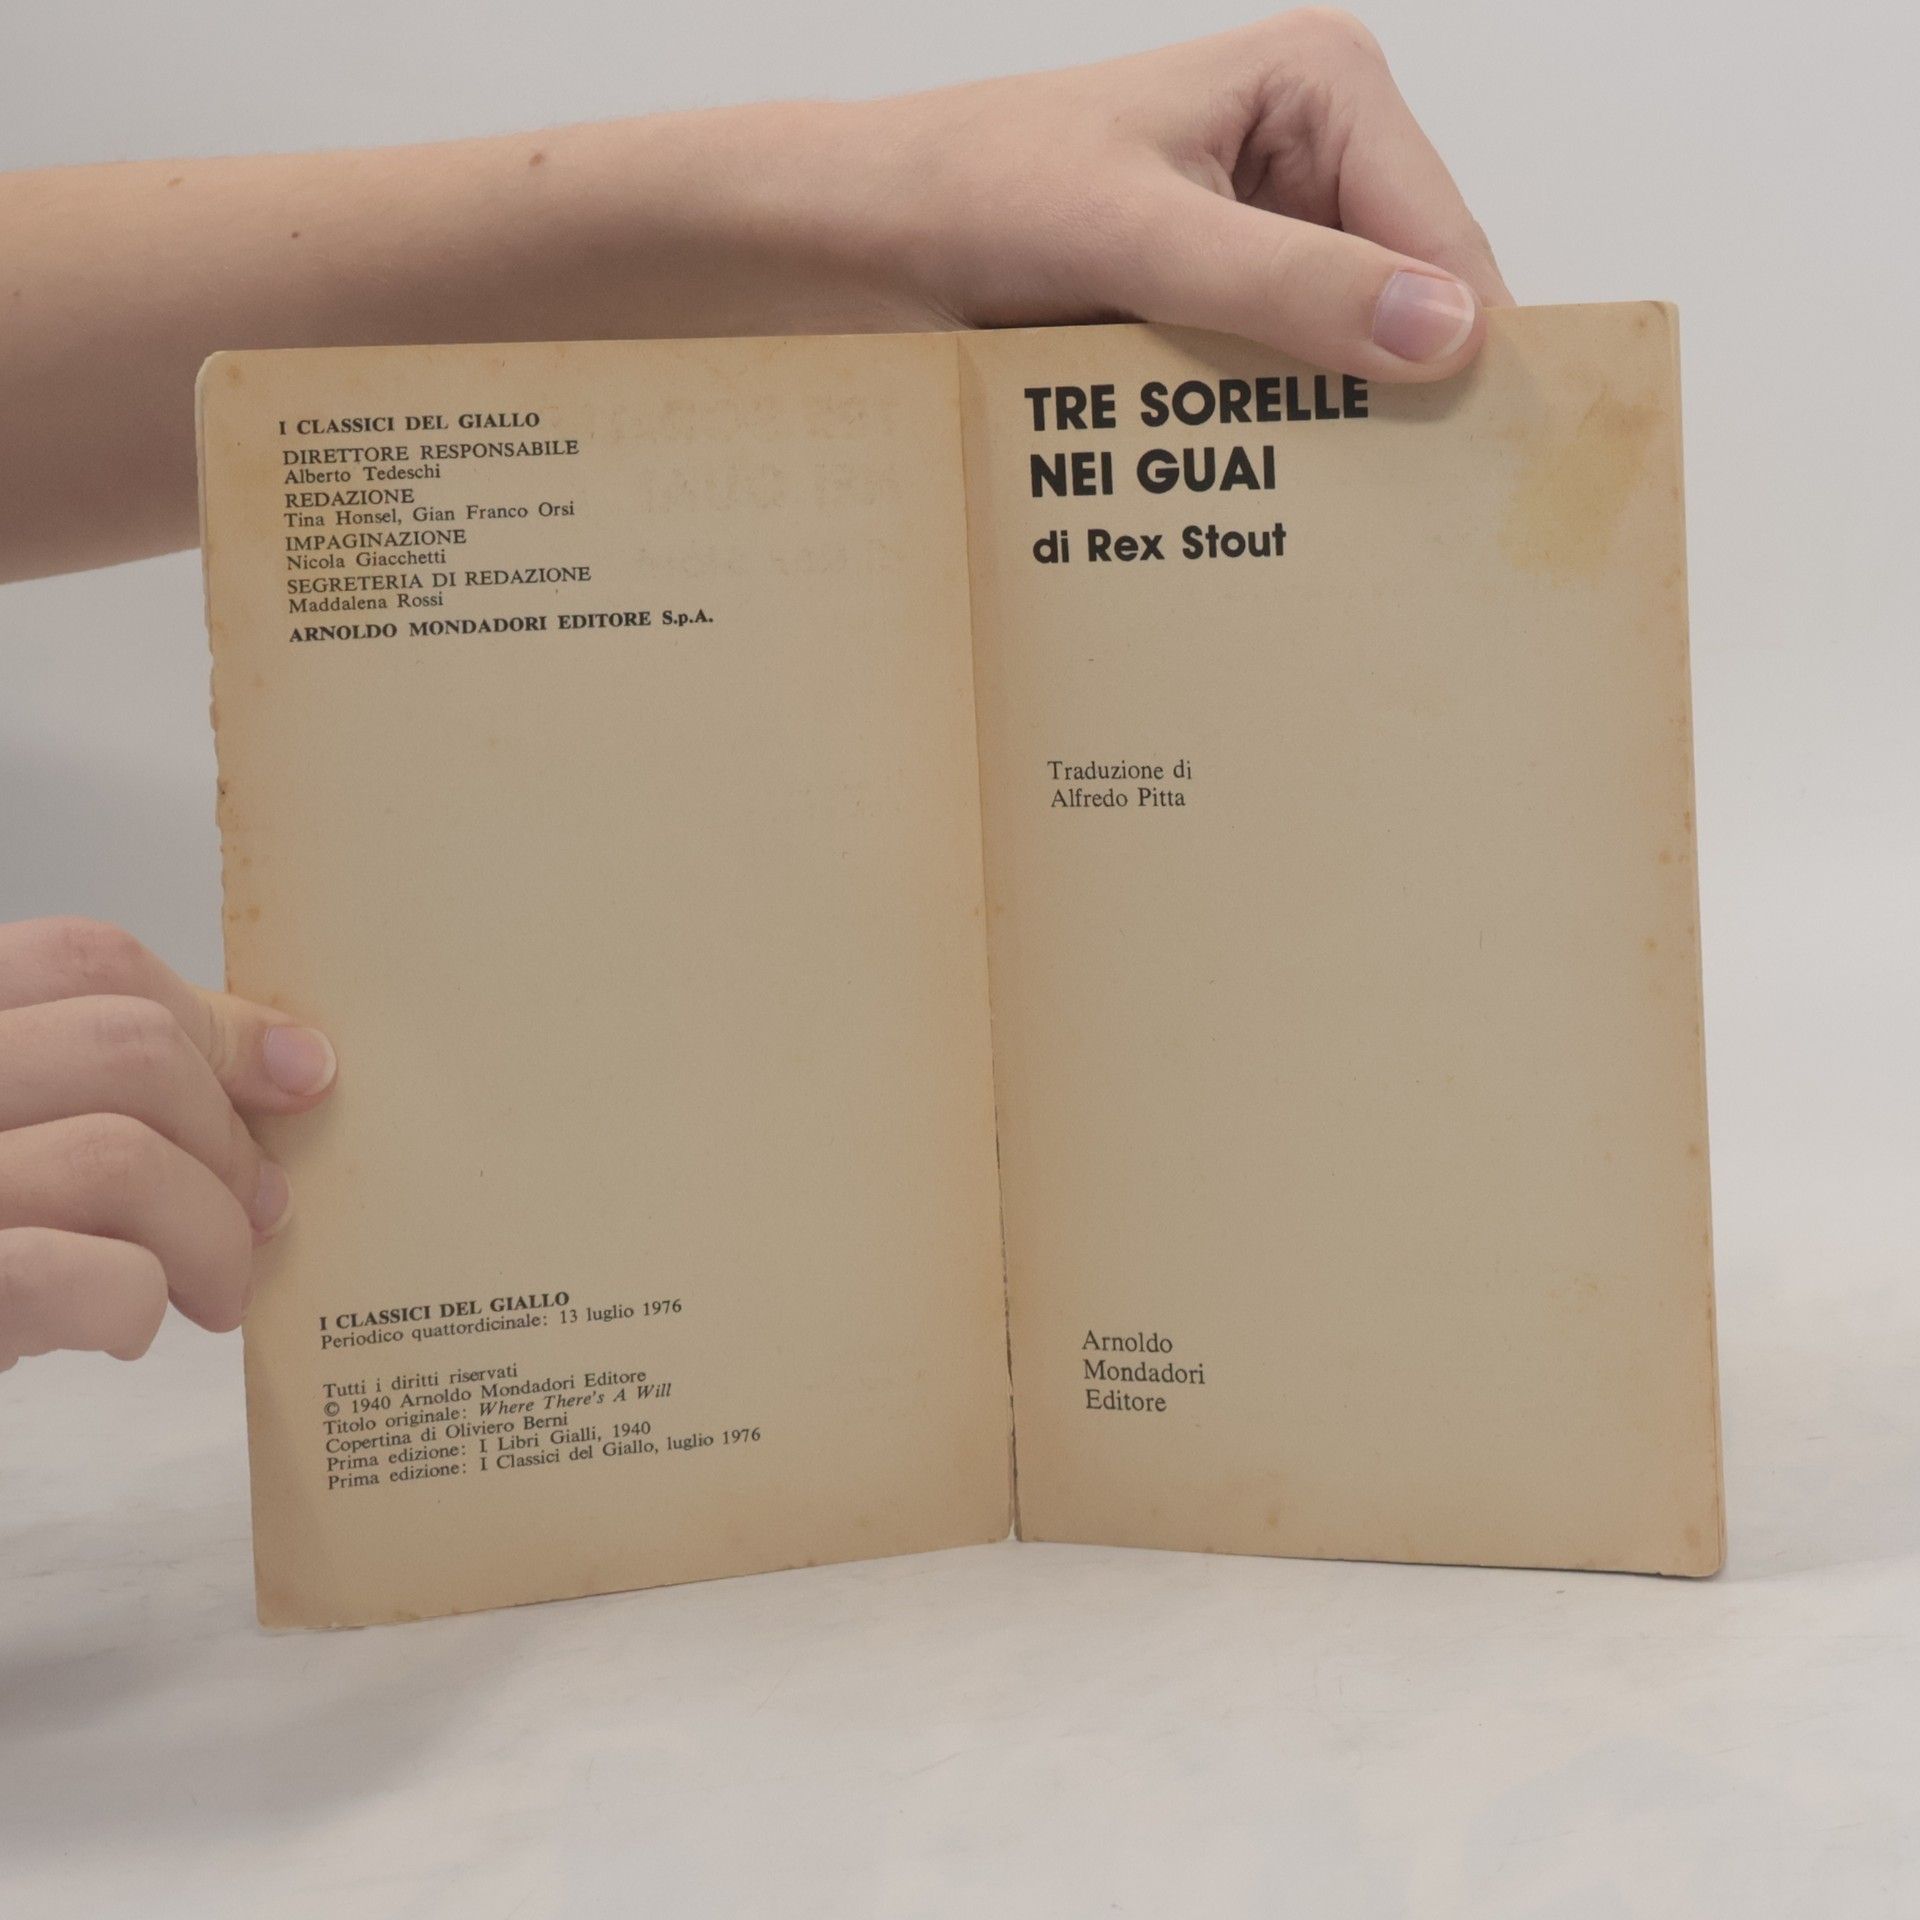 I CLASSICI DEL GIALLO
DIRETTORE RESPONSABILE
Alberto Tedeschi
REDAZIONE
Tina Honsel, Gian Franco Orsi
IMPAGINAZIONE
Nicola Giacchetti
SEGRETERIA DI REDAZIONE
Maddalena Rossi
ARNOLDO MONDADORI EDITORE S.p.A.
I CLASSICI DEL GIALLO
Periodico quattordicinale: 13 luglio 1976
Tutti i diritti riservati
© 1940 Arnoldo Mondadori Editore
Titolo originale: Where There's A Will
Copertina di Oliviero Berni
Prima edizione: I Libri Gialli, 1940
Prima edizione: I Classici del Giallo, luglio 1976
TRE SORELLE
NEI GUAI
di Rex Stout
Traduzione di
Alfredo Pitta
Arnoldo
Mondadori
Editore